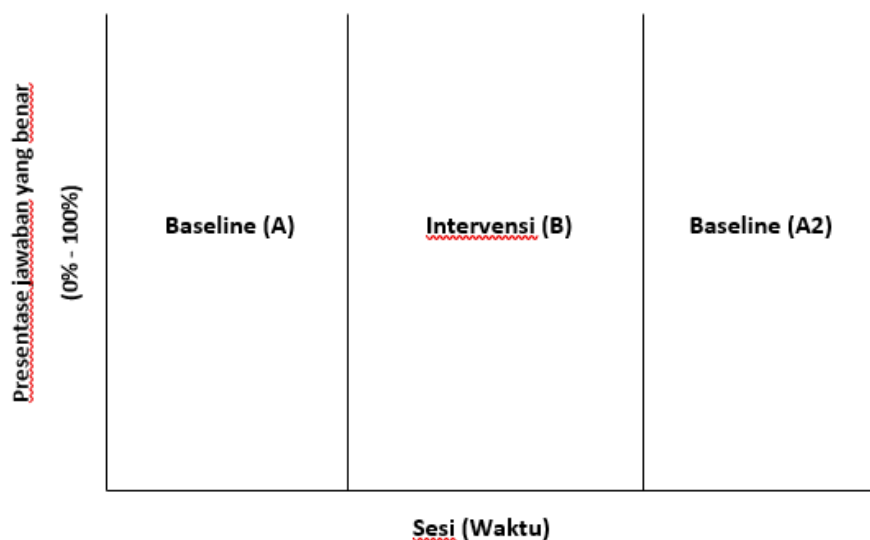 Presentase jawaban yang benar
(0% - 100%)
Baseline (A)
Intervensi (B)
Baseline (A2)
Sesi (Waktu)